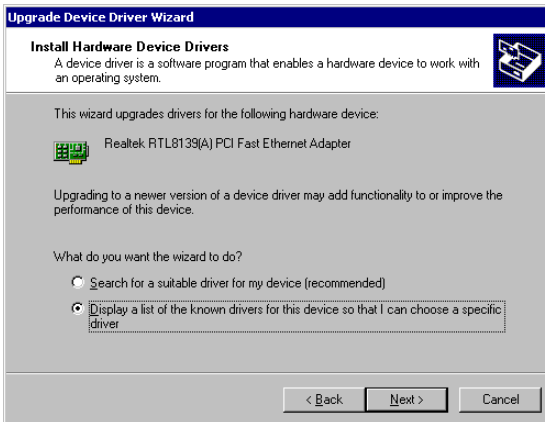 Upgrade Device Driver Wizard
Install Hardware Device Drivers
A device driver is a software program that enables a hardware device to work with
an operating system.
This wizard upgrades drivers for the following hardware device:
Realtek RTL8139(A) PCI Fast Ethernet Adapter
Upgrading to a newer version of a device driver may add functionality to or improve the
performance of this device.
What do you want the wizard to do?
Search for a suitable driver for my device (recommended)
Display a list of the known drivers for this device so that I can choose a specific
driver
< Back
Next >
Cancel